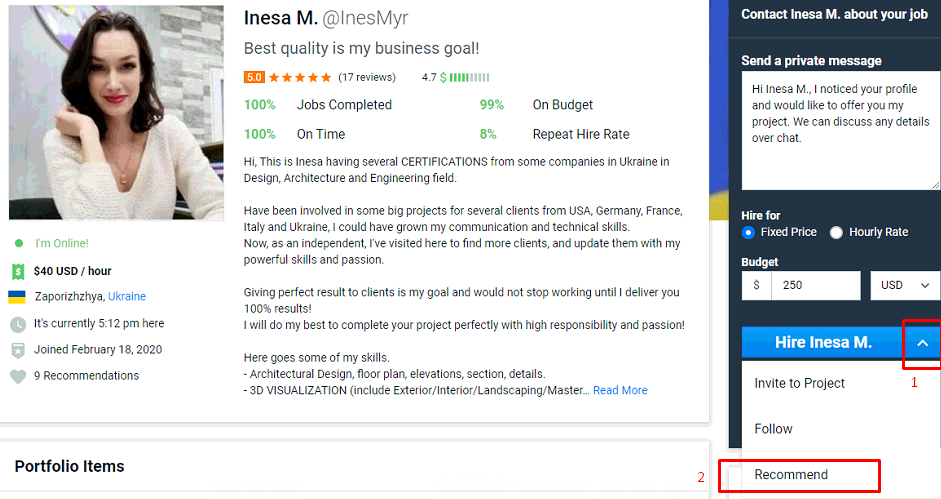 Inesa M. @InesMyr
Best quality is my business goal!
5.0 (17 reviews) 4.7 $
100% Jobs Completed 99% On Budget
100% On Time 8% Repeat Hire Rate
Hi, This is Inesa having several CERTIFICATIONS from some companies in Ukraine in
Design, Architecture and Engineering field.
Have been involved in some big projects for several clients from USA, Germany, France,
Italy and Ukraine, I could have grown my communication and technical skills.
Now, as an independent, I've visited here to find more clients, and update them with my
powerful skills and passion.
Giving perfect result to clients is my goal and would not stop working until I deliver you
100% results!
I will do my best to complete your project perfectly with high responsibility and passion!
Here goes some of my skills.
- Architectural Design, floor plan, elevations, section, details.
- 3D VISUALIZATION (include Exterior/Interior/Landscaping/Master... Read More
I'm Online!
$ $40 USD / hour
Zaporizhzhya, Ukraine
It's currently 5:12 pm here
Joined February 18, 2020
9 Recommendations
Portfolio Items
Contact Inesa M. about your job
Send a private message
Hi Inesa M., I noticed your profile
and would like to offer you my
project. We can discuss any details
over chat.
Hire for
Fixed Price Hourly Rate
Budget
$ 250 USD
Hire Inesa M.
1
Invite to Project
Follow
2 Recommend